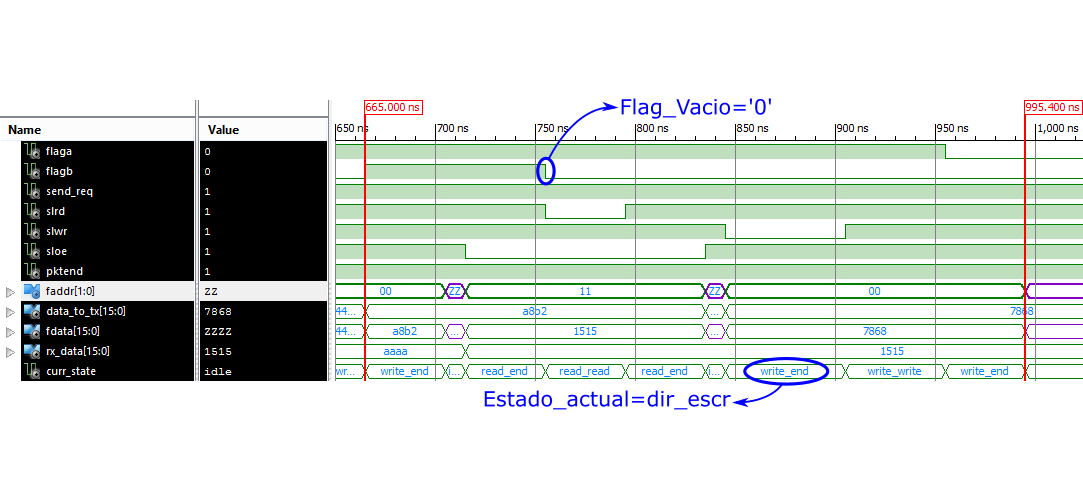 Flag_Vacio='0'
665.000 ns 995.400 ns
Name Value 650 ns 700 ns 750 ns 800 ns 850 ns 900 ns 950 ns 1,000 ns
flaga 0
flagb 0
send_req 1
slrd 1
slwr 1
sloe 1
pktend 1
faddr[1:0] ZZ 00 ZZ 11 ZZ 00
data_to_tx[15:0] 7868 44... a8b2 ... 7868
fdata[15:0] ZZZZ 44... a8b2 ... 1515 ... 7868
rx_data[15:0] 1515 aaaa 1515
curr_state idle wr... write_end i... read_end read_read read_end i... write_end write_write write_end
Estado_actual=dir_escr